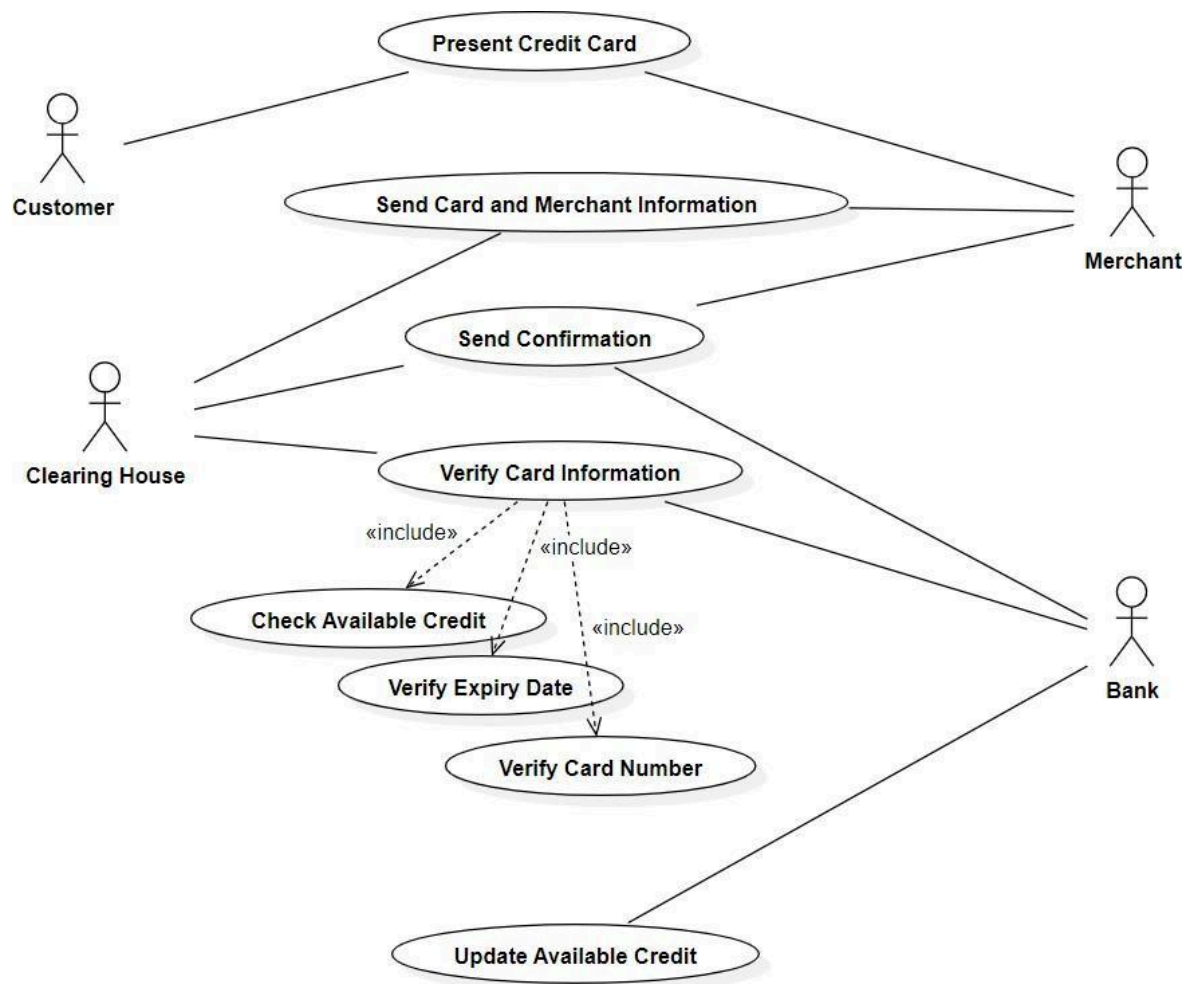 Present Credit Card
Customer
Send Card and Merchant Information
Merchant
Send Confirmation
Clearing House
Verify Card Information
«include»
«include»
Check Available Credit
«include»
Verify Expiry Date
Bank
Verify Card Number
Update Available Credit